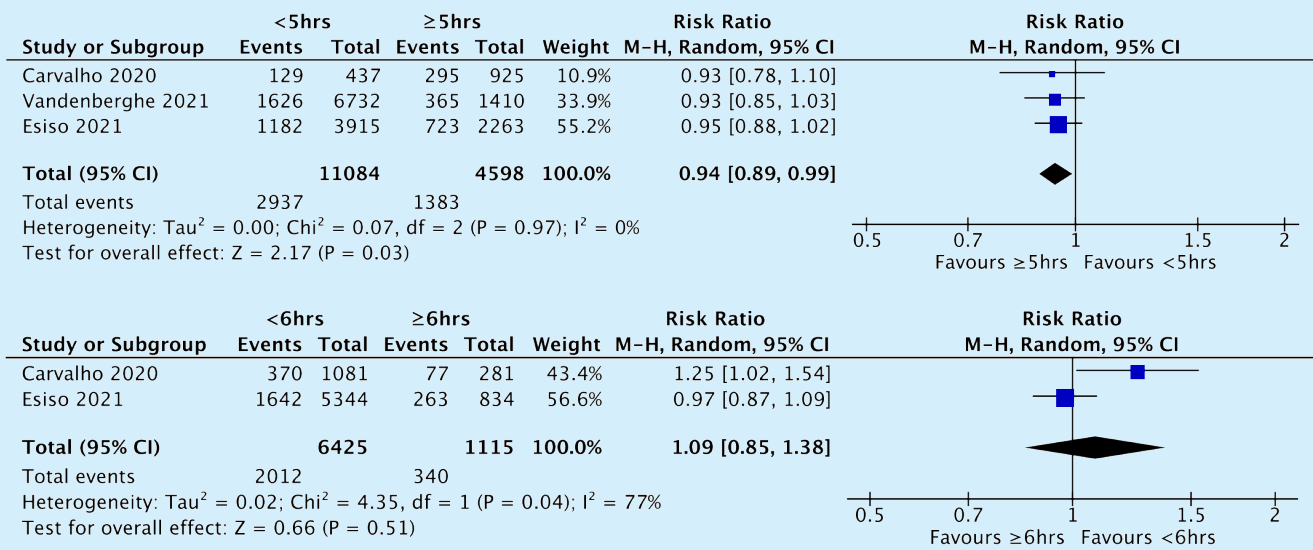 <5hrs ≥5hrs Risk Ratio Risk Ratio
Study or Subgroup Events Total Events Total Weight M-H, Random, 95% CI M-H, Random, 95% CI
Carvalho 2020 129 437 295 925 10.9% 0.93 [0.78, 1.10]
Vandenberghe 2021 1626 6732 365 1410 33.9% 0.93 [0.85, 1.03]
Esiso 2021 1182 3915 723 2263 55.2% 0.95 [0.88, 1.02]
Total (95% CI) 11084 4598 100.0% 0.94 [0.89, 0.99]
Total events 2937 1383
Heterogeneity: Tau² = 0.00; Chi² = 0.07, df = 2 (P = 0.97); I² = 0%
Test for overall effect: Z = 2.17 (P = 0.03)
0.5 0.7 1 1.5 2
Favours ≥5hrs Favours <5hrs
<6hrs ≥6hrs Risk Ratio Risk Ratio
Study or Subgroup Events Total Events Total Weight M-H, Random, 95% CI M-H, Random, 95% CI
Carvalho 2020 370 1081 77 281 43.4% 1.25 [1.02, 1.54]
Esiso 2021 1642 5344 263 834 56.6% 0.97 [0.87, 1.09]
Total (95% CI) 6425 1115 100.0% 1.09 [0.85, 1.38]
Total events 2012 340
Heterogeneity: Tau² = 0.02; Chi² = 4.35, df = 1 (P = 0.04); I² = 77%
Test for overall effect: Z = 0.66 (P = 0.51)
0.5 0.7 1 1.5 2
Favours ≥6hrs Favours <6hrs